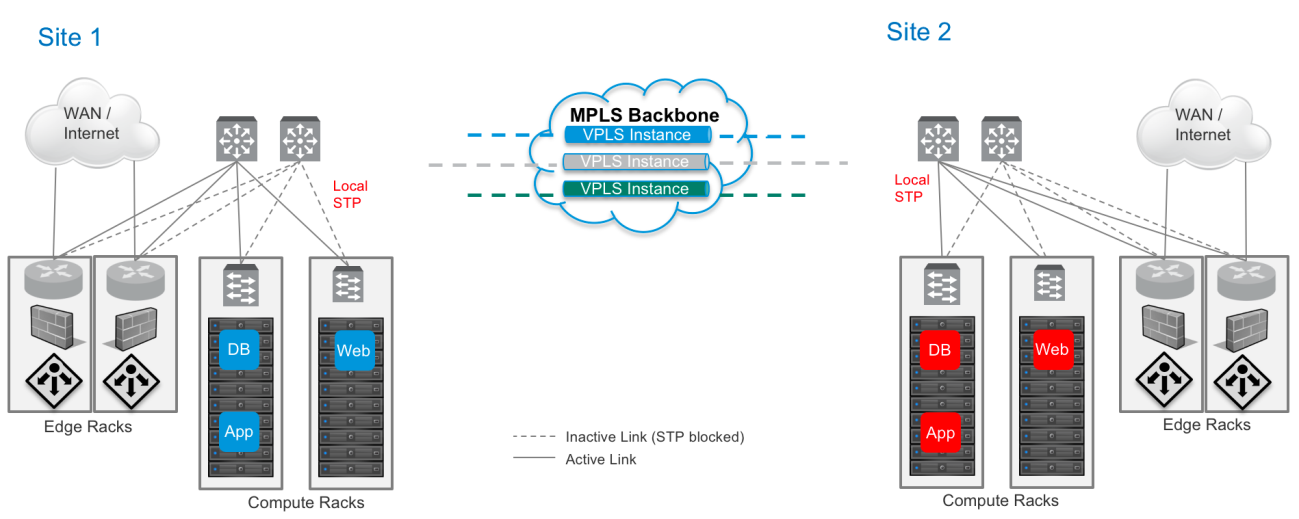 Site 1
Site 2
WAN /
Internet
MPLS Backbone
VPLS Instance
VPLS Instance
VPLS Instance
WAN /
Internet
Local
STP
Local
STP
DB
Web
App
DB
Web
App
Edge Racks
Compute Racks
Inactive Link (STP blocked)
Active Link
Edge Racks
Compute Racks